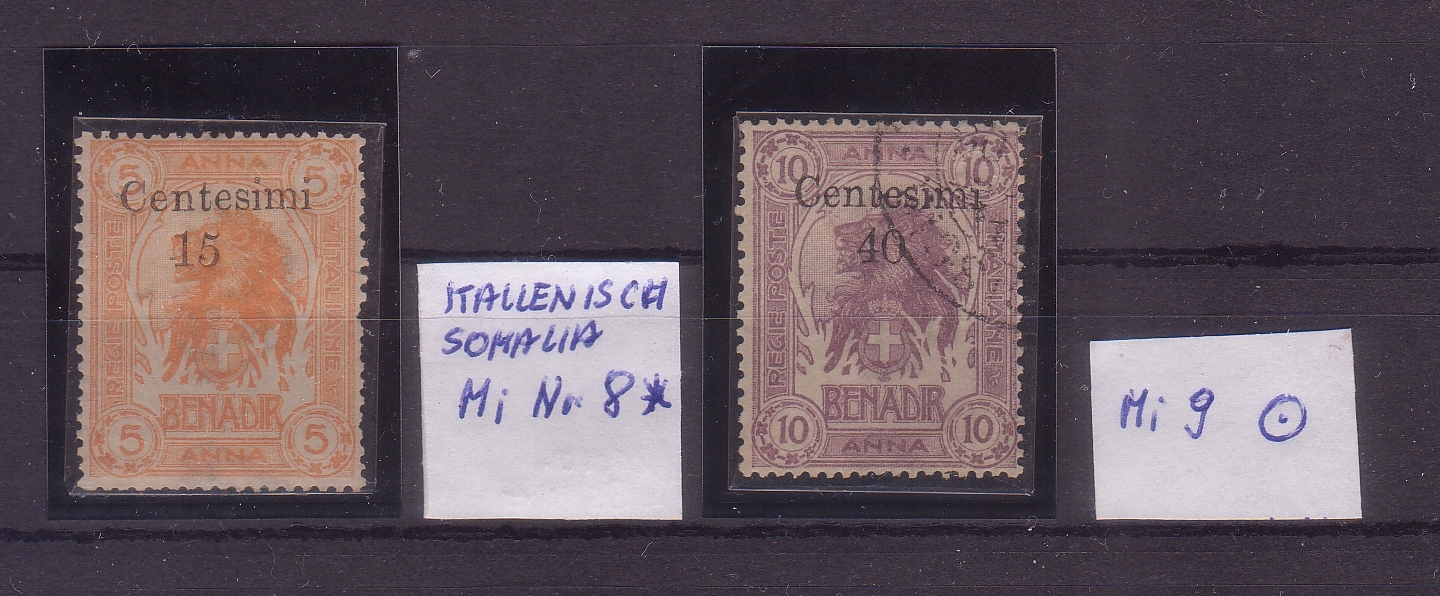 5 ANNA 5
Centesimi
15
REGIE POSTE
ITALIANE
BENADIR
5 ANNA 5
ITALIENISCH
SOMALIA
Mi Nr. 8 *
10 ANNA 10
Centesimi
40
REGIE POSTE
ITALIANE
BENADIR
10 ANNA 10
Mi 9